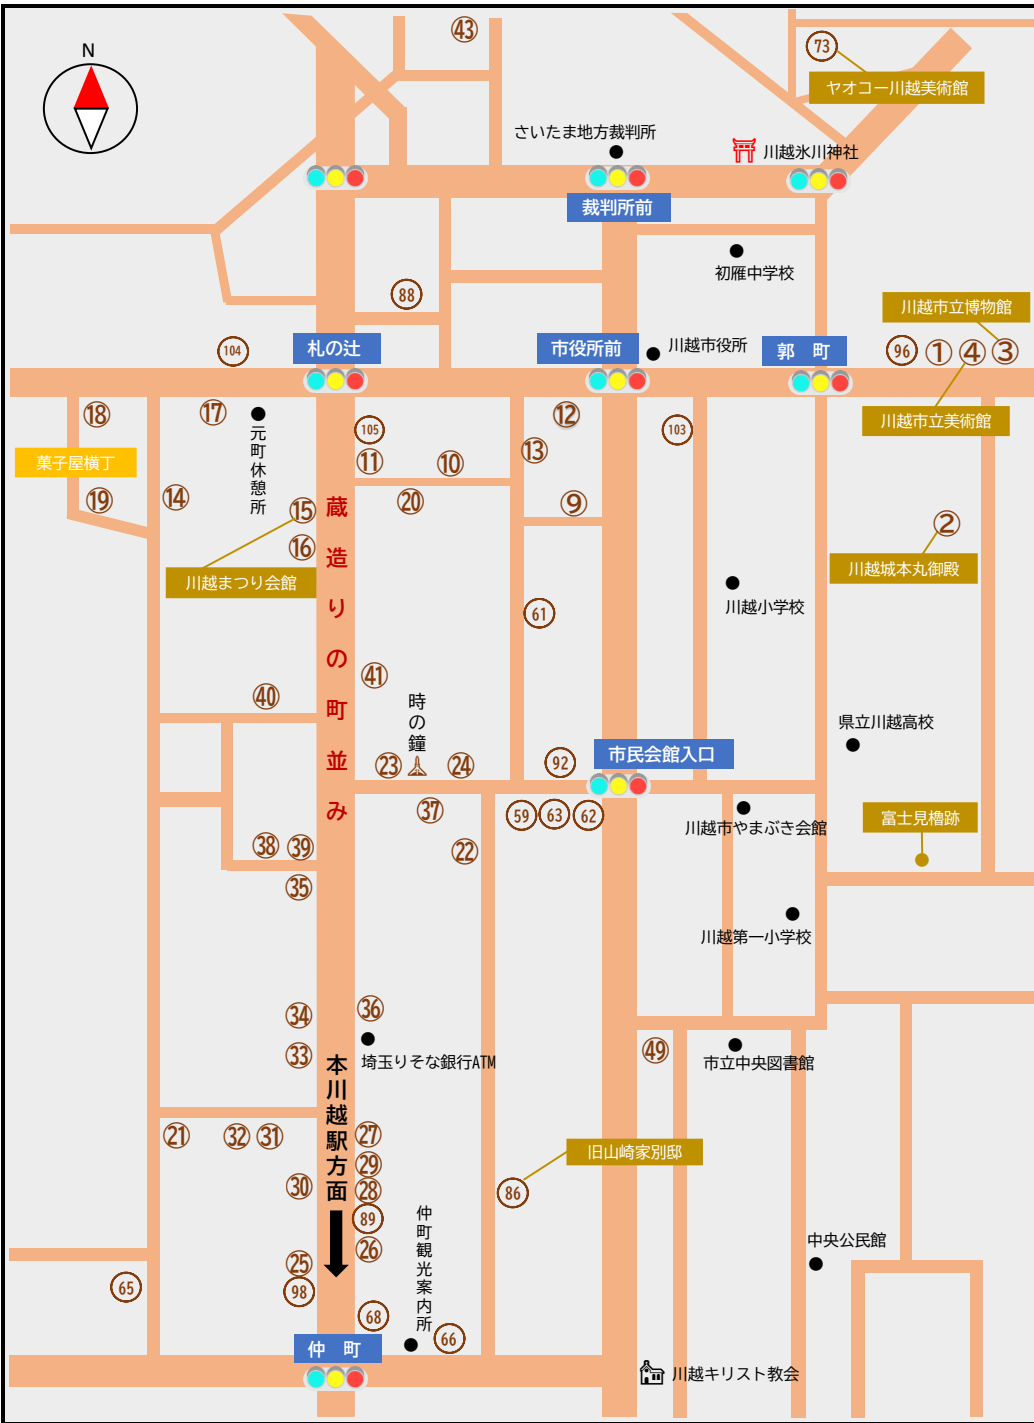 N
43
73
ヤオコー川越美術館
さいたま地方裁判所
川越氷川神社
裁判所前
初雁中学校
88
川越市立博物館
104
札の辻
市役所前
川越市役所
郭 町
96
①
④
③
川越市立美術館
⑱
⑰
元町休憩所
105
⑪
⑩
⑫
⑬
103
菓子屋横丁
⑲
⑭
⑮
⑳
⑨
②
⑯
蔵造りの町並み
川越まつり会館
川越城本丸御殿
川越小学校
61
㊶
㊵
時の鐘
県立川越高校
㉓
㉔
92
市民会館入口
㊲
59
63
62
川越市やまぶき会館
富士見櫓跡
㊳
㊴
㉒
㉟
川越第一小学校
㉞
㊱
㉝
埼玉りそな銀行ATM
㊾
市立中央図書館
本川越駅方面
㉑
㉜
㉛
㉗
㉙
旧山崎家別邸
㉚
㉘
86
89
仲町観光案内所
㉖
中央公民館
㉕
65
98
68
66
仲 町
川越キリスト教会